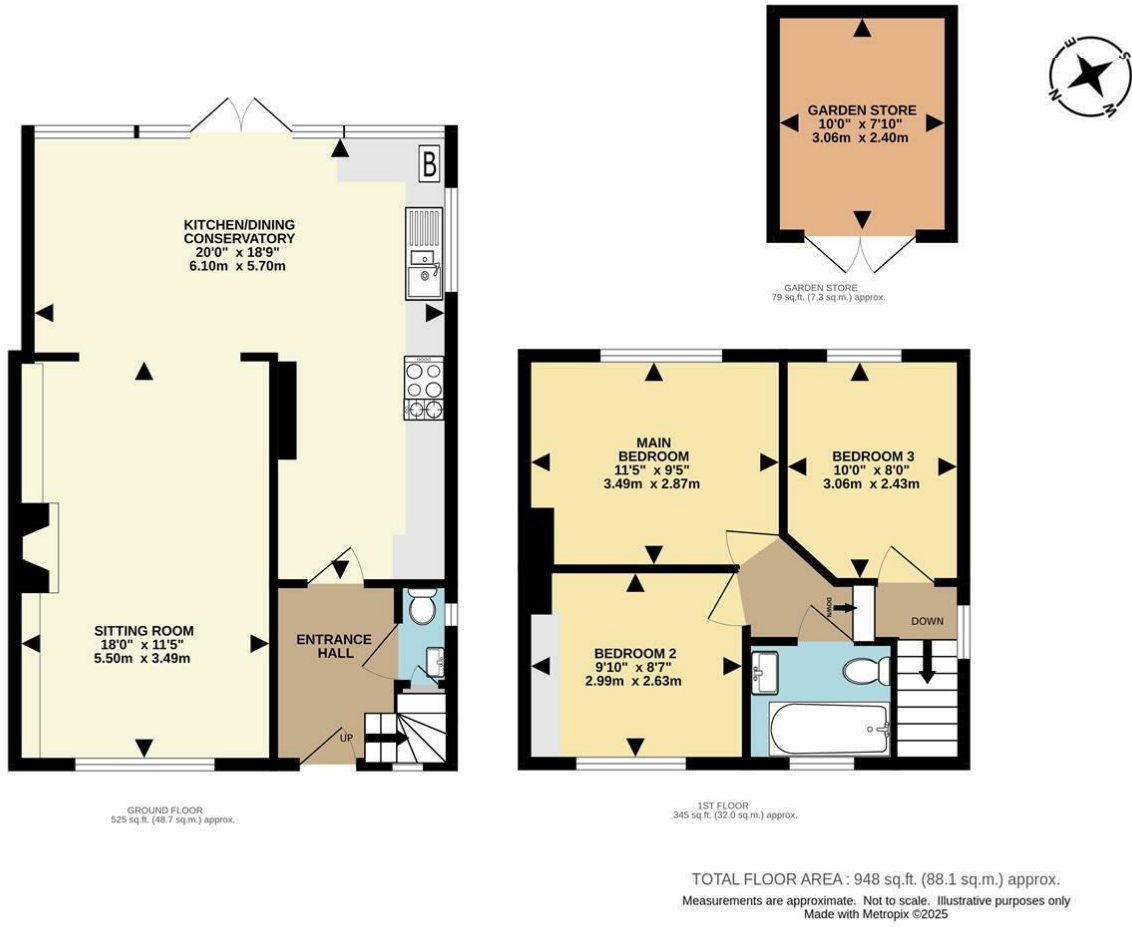 KITCHEN/DINING
CONSERVATORY
20'0" x 18'9"
6.10m x 5.70m
B
SITTING ROOM
18'0" x 11'5"
5.50m x 3.49m
ENTRANCE
HALL
UP
GROUND FLOOR
525 sq.ft. (48.7 sq.m.) approx.
GARDEN STORE
10'0" x 7'10"
3.06m x 2.40m
GARDEN STORE
79 sq.ft. (7.3 sq.m.) approx.
N
E
S
W
MAIN
BEDROOM
11'5" x 9'5"
3.49m x 2.87m
BEDROOM 3
10'0" x 8'0"
3.06m x 2.43m
BEDROOM 2
9'10" x 8'7"
2.99m x 2.63m
DOWN
DOWN
1ST FLOOR
345 sq.ft. (32.0 sq.m.) approx.
TOTAL FLOOR AREA : 948 sq.ft. (88.1 sq.m.) approx.
Measurements are approximate. Not to scale. Illustrative purposes only
Made with Metropix ©2025